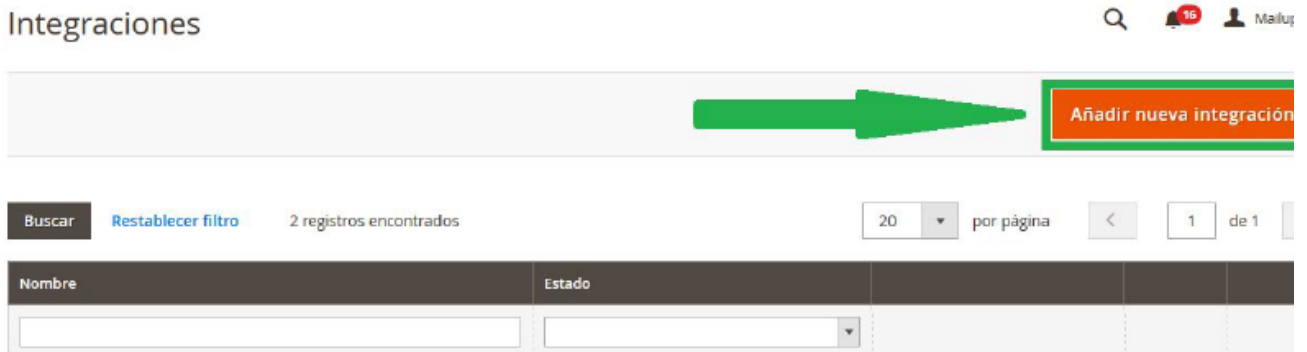 Integraciones
16
Mailup
Añadir nueva integración
Buscar Restablecer filtro 2 registros encontrados 20 por página 1 de 1
Nombre Estado